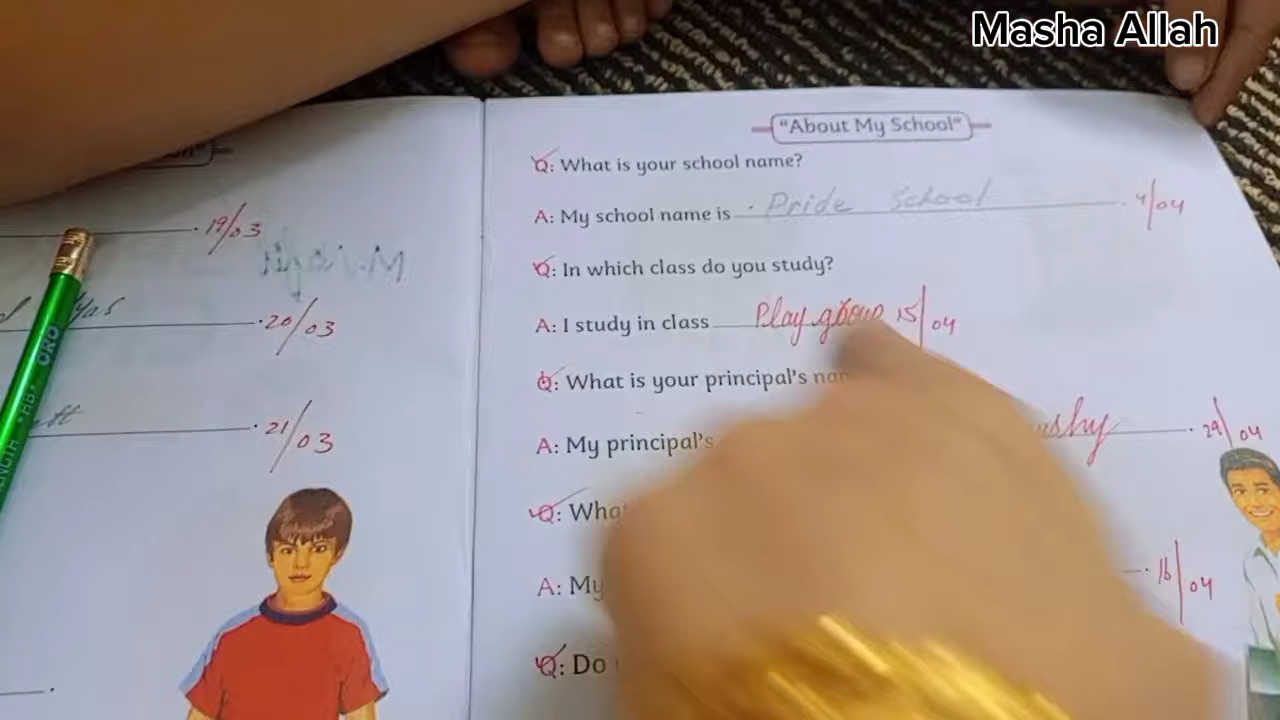 Masha Allah
19/03
20/03
21/03
ORO
HB
"About My School"
Q: What is your school name?
A: My school name is Pride School 4/04
Q: In which class do you study?
A: I study in class Play group 15/04
Q: What is your principal's
A: My principal's 29/04
Q:
A: My 16/04
Q: Do